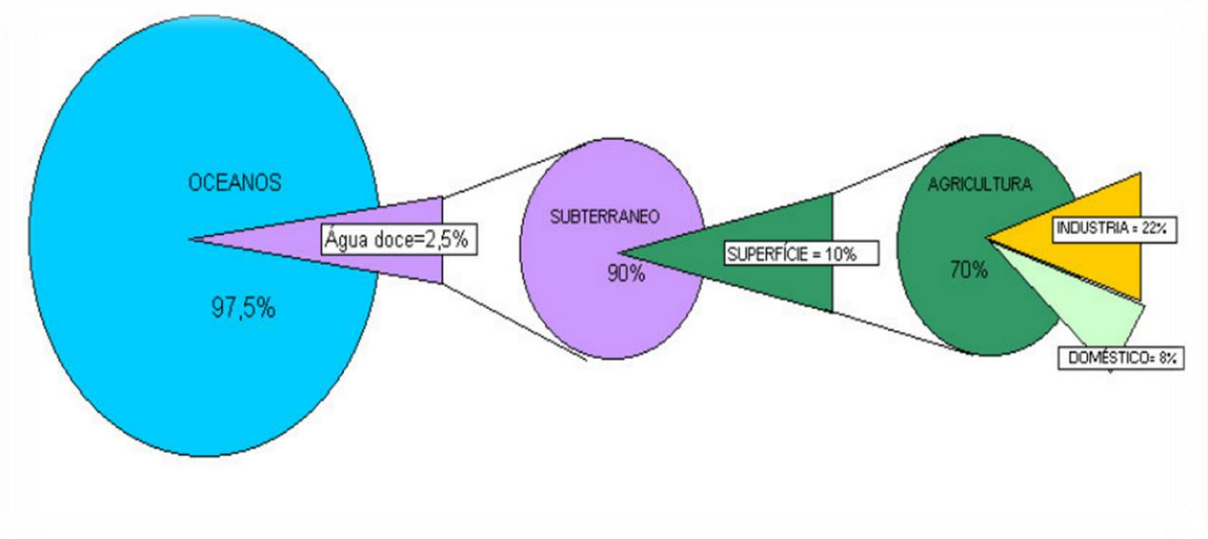 OCEANOS
Água doce=2,5%
97,5%
SUBTERRANEO
90%
SUPERFÍCIE = 10%
AGRICULTURA
70%
INDUSTRIA = 22%
DOMÉSTICO= 8%